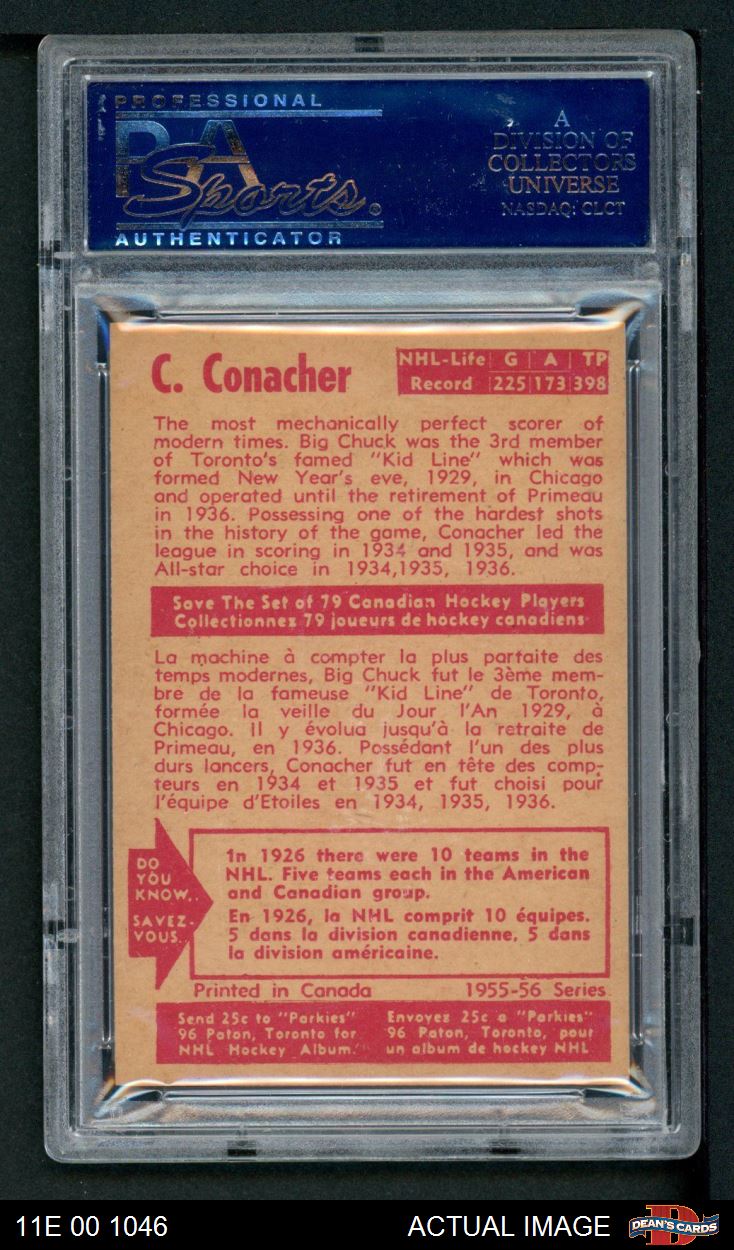 PROFESSIONAL
PSA
Sports®
AUTHENTICATOR
A
DIVISION OF
COLLECTORS
UNIVERSE
NASDAQ: CLCT
C. Conacher
NHL-Life G A TP
Record 225 173 398
The most mechanically perfect scorer of
modern times. Big Chuck was the 3rd member
of Toronto's famed "Kid Line" which was
formed New Year's eve, 1929, in Chicago
and operated until the retirement of Primeau
in 1936. Possessing one of the hardest shots
in the history of the game, Conacher led the
league in scoring in 1934 and 1935, and was
All-star choice in 1934,1935, 1936.
Save The Set of 79 Canadian Hockey Players
Collectionnez 79 joueurs de hockey canadiens
La machine à compter la plus parfaite des
temps modernes, Big Chuck fut le 3ème mem-
bre de la fameuse "Kid Line" de Toronto,
formée la veille du Jour l'An 1929, à
Chicago. Il y évolua jusqu'à la retraite de
Primeau, en 1936. Possédant l'un des plus
durs lancers, Conacher fut en tête des comp-
teurs en 1934 et 1935 et fut choisi pour
l'équipe d'Etoiles en 1934, 1935, 1936.
DO
YOU
KNOW..
SAVEZ-
VOUS..
In 1926 there were 10 teams in the
NHL. Five teams each in the American
and Canadian group.
En 1926, la NHL comprit 10 équipes.
5 dans la division canadienne, 5 dans
la division américaine.
Printed in Canada 1955-56 Series
Send 25c to "Parkies"
96 Paton, Toronto for
NHL Hockey Album.
Envoyez 25c a "Parkies"
96 Paton, Toronto, pour
un album de hockey NHL
11E 00 1046
ACTUAL IMAGE
D
DEAN'S CARDS